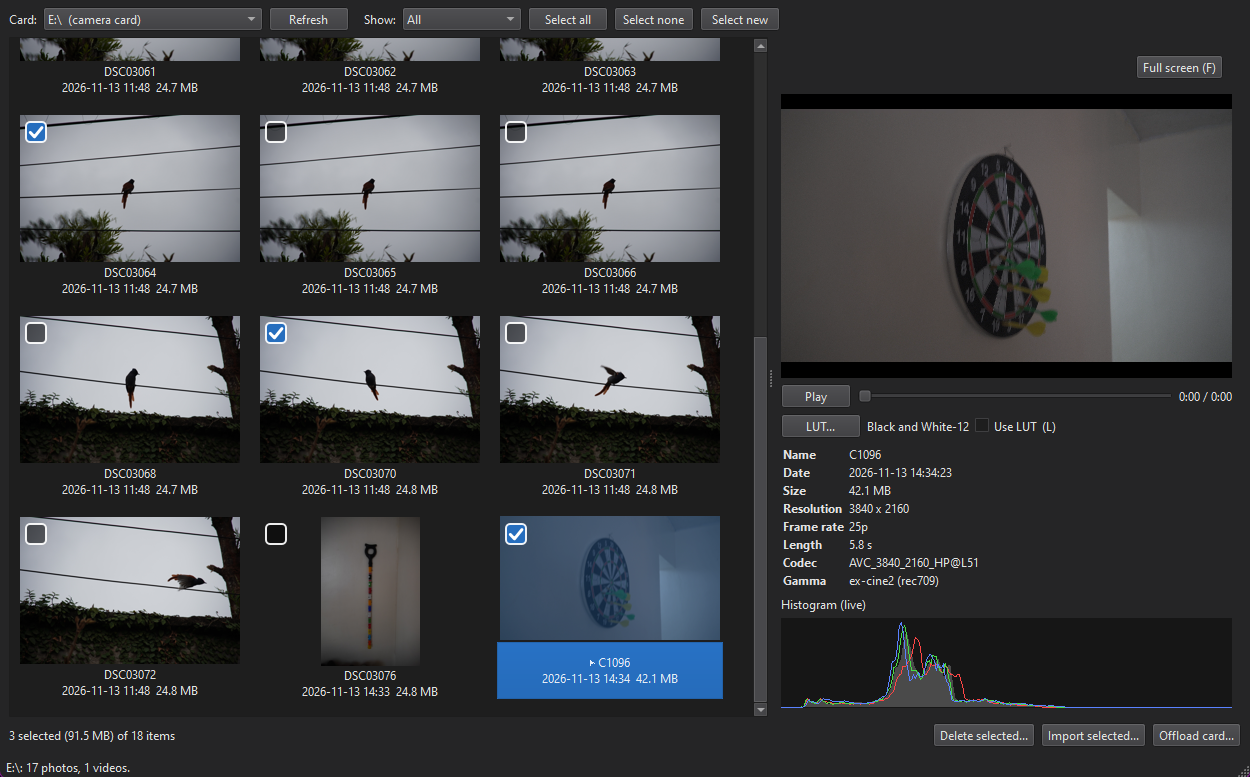 Card: E:\ (camera card) Refresh Show: All Select all Select none Select new
Full screen (F)
DSC03061 DSC03062 DSC03063
2026-11-13 11:48 24.7 MB 2026-11-13 11:48 24.7 MB 2026-11-13 11:48 24.7 MB
DSC03064 DSC03065 DSC03066
2026-11-13 11:48 24.7 MB 2026-11-13 11:48 24.7 MB 2026-11-13 11:48 24.7 MB
DSC03068 DSC03070 DSC03071
2026-11-13 11:48 24.7 MB 2026-11-13 11:48 24.8 MB 2026-11-13 11:48 24.8 MB
DSC03072 DSC03076 C1096
2026-11-13 11:48 24.8 MB 2026-11-13 14:33 24.8 MB 2026-11-13 14:34 42.1 MB
Play 0:00 / 0:00
LUT... Black and White-12 Use LUT (L)
Name C1096
Date 2026-11-13 14:34:23
Size 42.1 MB
Resolution 3840 x 2160
Frame rate 25p
Length 5.8 s
Codec AVC_3840_2160_HP@L51
Gamma ex-cine2 (rec709)
Histogram (live)
3 selected (91.5 MB) of 18 items Delete selected... Import selected... Offload card...
E:\: 17 photos, 1 videos.